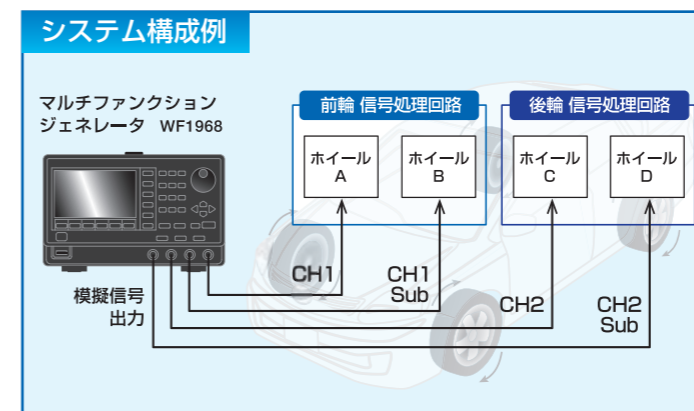 システム構成例
マルチファンクション
ジェネレータ WF1968
前輪 信号処理回路
後輪 信号処理回路
ホイール
A
ホイール
B
ホイール
C
ホイール
D
模擬信号
出力
CH1
CH1
Sub
CH2
CH2
Sub